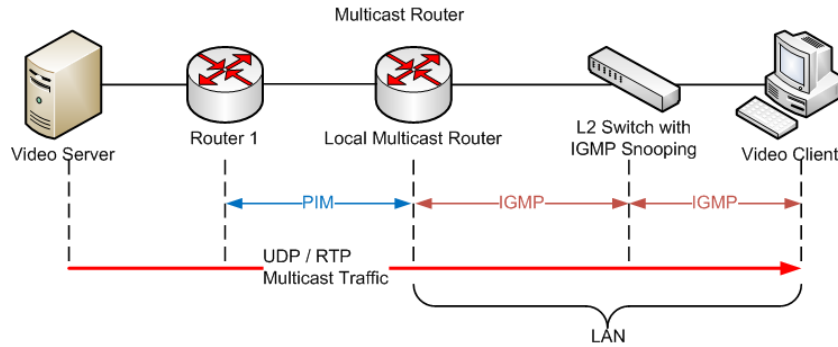 Multicast Router
Video Server
Router 1
Local Multicast Router
L2 Switch with
IGMP Snooping
Video Client
PIM
IGMP
IGMP
UDP / RTP
Multicast Traffic
LAN